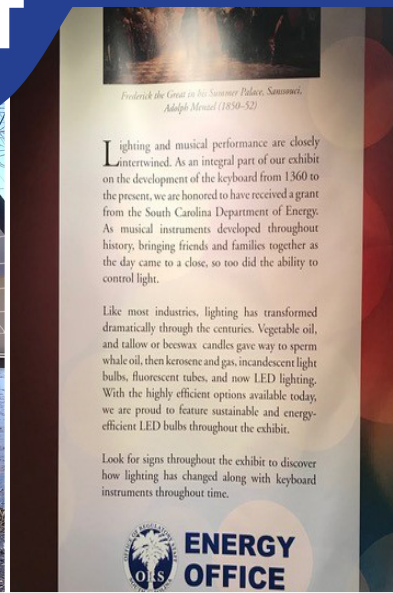 Frederick the Great in his Summer Palace, Sanssouci,
Adolph Menzel (1850–52)
Lighting and musical performance are closely
intertwined. As an integral part of our exhibit
on the development of the keyboard from 1360 to
the present, we are honored to have received a grant
from the South Carolina Department of Energy.
As musical instruments developed throughout
history, bringing friends and families together as
the day came to a close, so too did the ability to
control light.
Like most industries, lighting has transformed
dramatically through the centuries. Vegetable oil,
and tallow or beeswax candles gave way to sperm
whale oil, then kerosene and gas, incandescent light
bulbs, fluorescent tubes, and now LED lighting.
With the highly efficient options available today,
we are proud to feature sustainable and energy-
efficient LED bulbs throughout the exhibit.
Look for signs throughout the exhibit to discover
how lighting has changed along with keyboard
instruments throughout time.
OFFICE OF REGULATORY STAFF
ORS
ENERGY
OFFICE